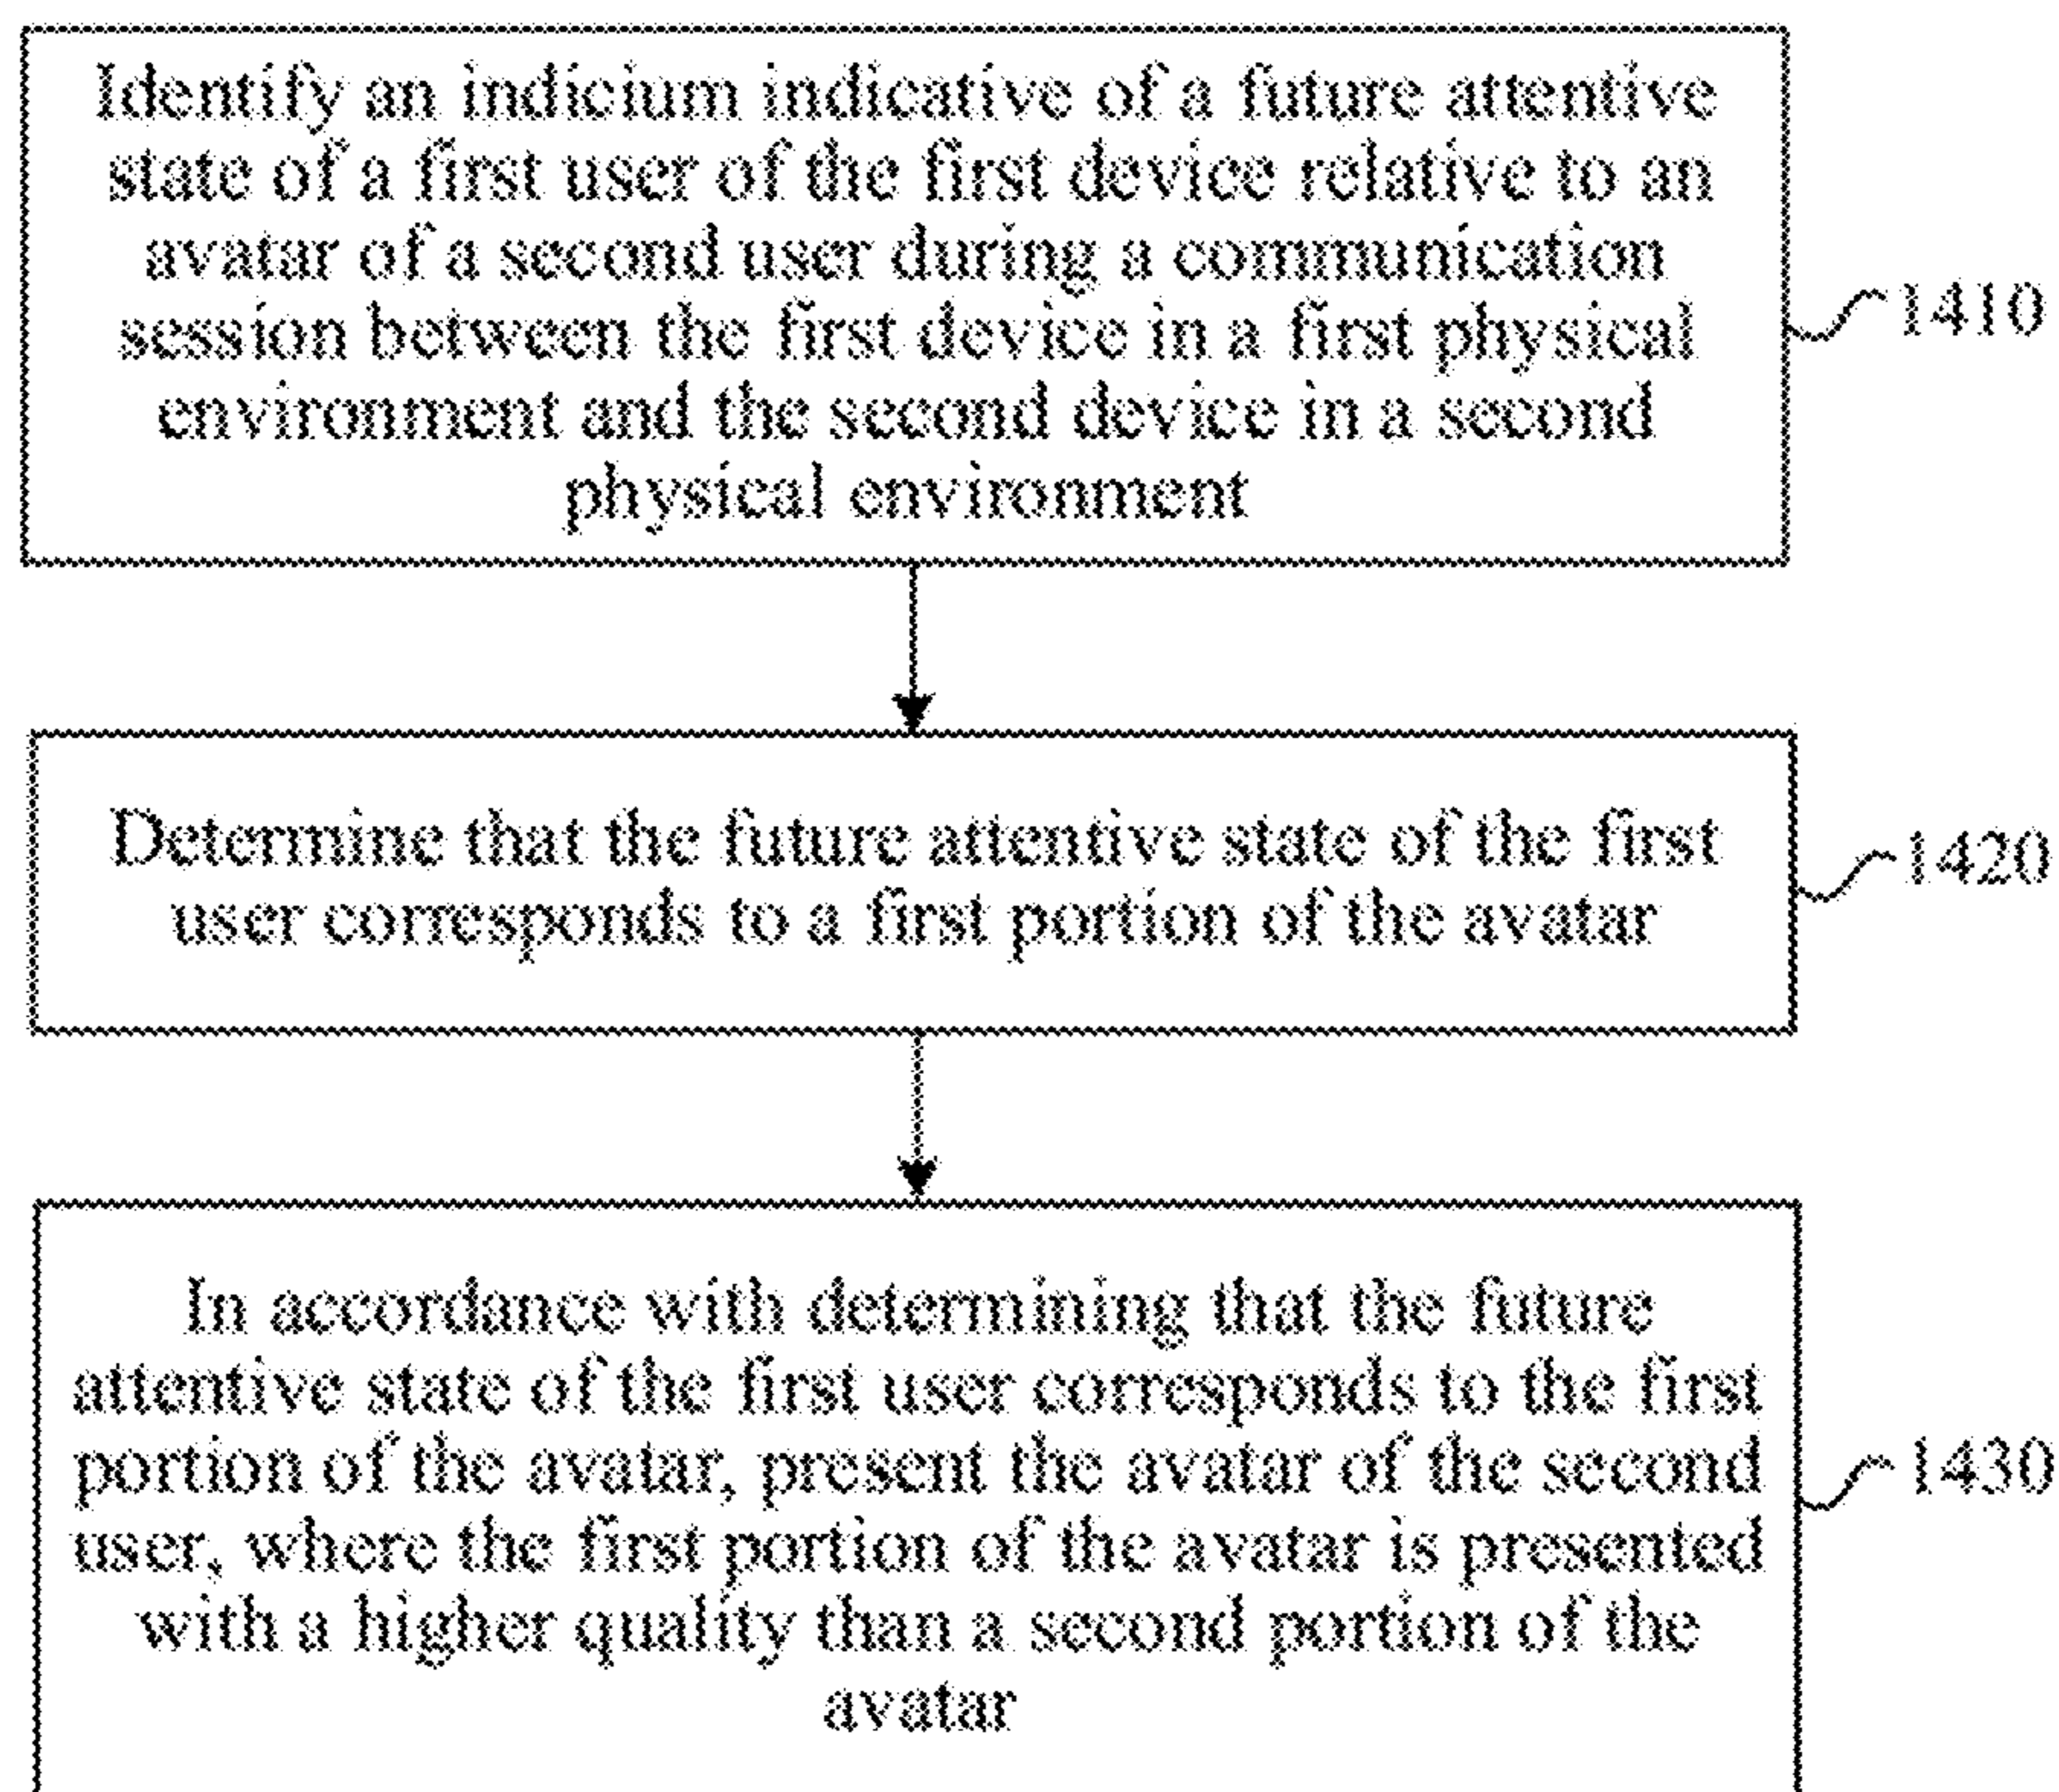 Identify an indicium indicative of a future attentive
state of a first user of the first device relative to an
avatar of a second user during a communication
session between the first device in a first physical
environment and the second device in a second
physical environment
1410
Determine that the future attentive state of the first
user corresponds to a first portion of the avatar
1420
In accordance with determining that the future
attentive state of the first user corresponds to the first
portion of the avatar, present the avatar of the second
user, where the first portion of the avatar is presented
with a higher quality than a second portion of the
avatar
1430